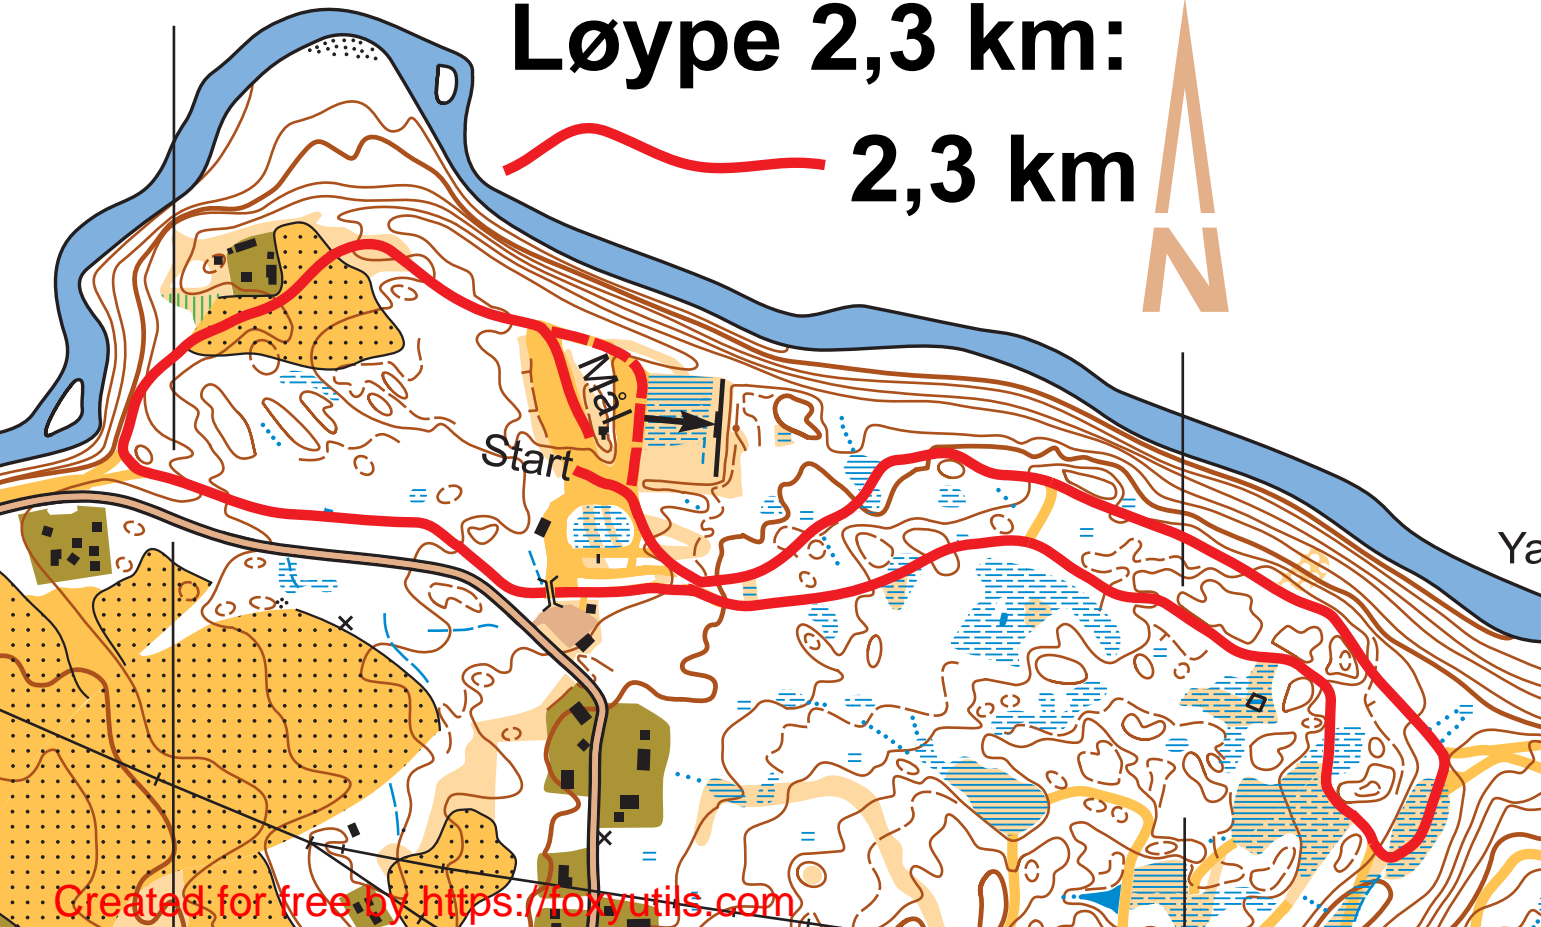 Løype 2,3 km:
2,3 km
N
Mål
Start
Ya
Created for free by https://foxyutils.com